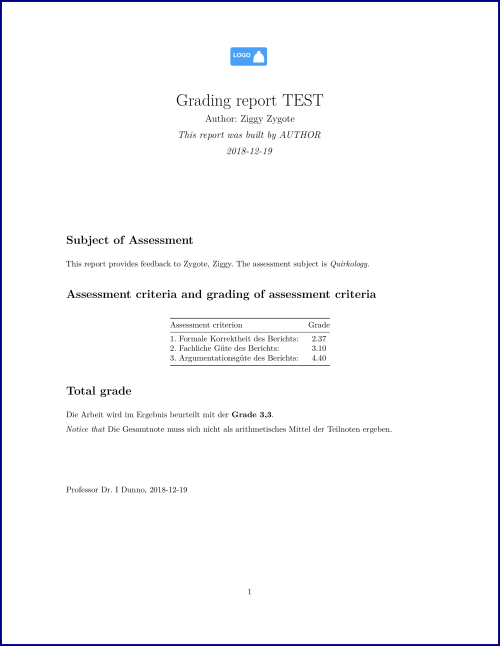 LOGO
Grading report TEST
Author: Ziggy Zygote
This report was built by AUTHOR
2018-12-19
Subject of Assessment
This report provides feedback to Zygote, Ziggy. The assessment subject is Quirkology.
Assessment criteria and grading of assessment criteria
Assessment criterion Grade
1. Formale Korrektheit des Berichts: 2.37
2. Fachliche Güte des Berichts: 3.10
3. Argumentationsgüte des Berichts: 4.40
Total grade
Die Arbeit wird im Ergebnis beurteilt mit der Grade 3,3.
Notice that Die Gesamtnote muss sich nicht als arithmetisches Mittel der Teilnoten ergeben.
Professor Dr. I Dunno, 2018-12-19
1